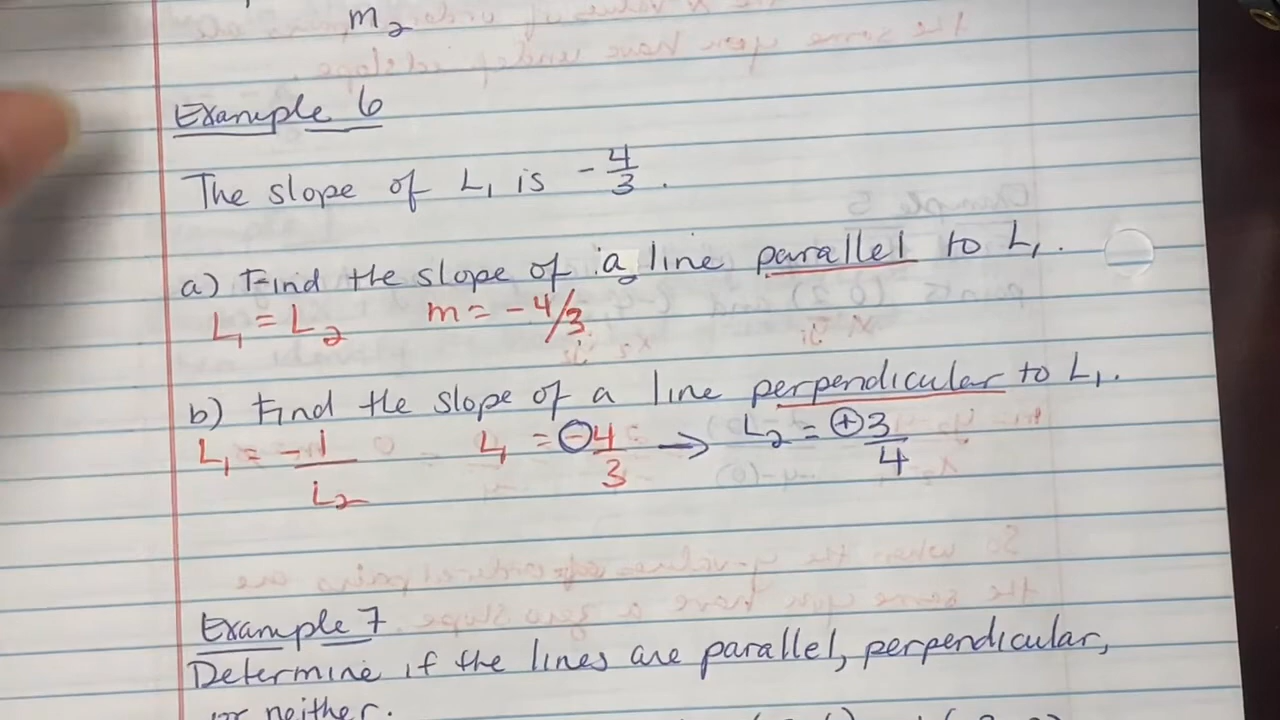 m₂
Example 6
The slope of L₁ is -4/3.
a) Find the slope of a line parallel to L₁.
L₁ = L₂ m = -4/3
b) Find the slope of a line perpendicular to L₁.
L₁ = -1/L₂ L₁ = -4/3 → L₂ = +3/4
Example 7
Determine if the lines are parallel, perpendicular,
or neither.